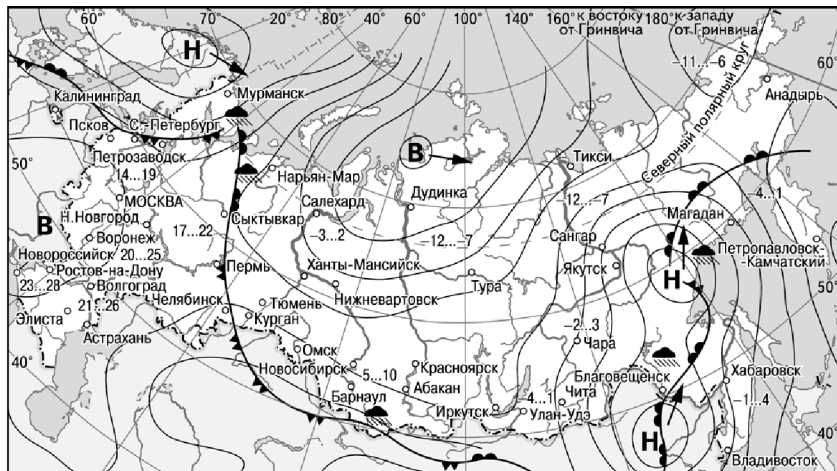 60° 70° 20° 80° 40° 60° 100° 140° 160° к востоку от Гринвича 180° к западу от Гринвича
Н
Мурманск
−11...−6
60°
Анадырь
Северный полярный круг
Калининград
Псков
С.-Петербург
Петрозаводск
14...19
50°
МОСКВА
Нарьян-Мар
Салехард
В
Дудинка
Тикси
−4...1
Магадан
В
Н.Новгород
17...22
Сыктывкар
−3...2
−12...−7
−12...−7
Сангар
Воронеж
Новороссийск
20...25
Ростов-на-Дону
Пермь
Ханты-Мансийск
Якутск
Н
Петропавловск-
Камчатский
50°
23...28
Волгоград
Челябинск
Тюмень
Нижневартовск
Тура
21...26
Элиста
Курган
−2...3
Чара
Астрахань
Омск
40°
Новосибирск
5...10
Красноярск
Благовещенск
Хабаровск
Барнаул
Абакан
−4...1
Чита
−1...4
Иркутск
Улан-Удэ
40°
Н
Владивосток